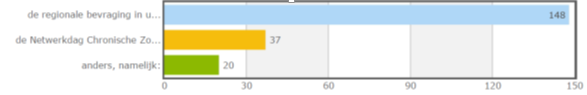 de regionale bevraging in u...
148
de Netwerkdag Chronische Zo...
37
anders, namelijk:
20
0 30 60 90 120 150